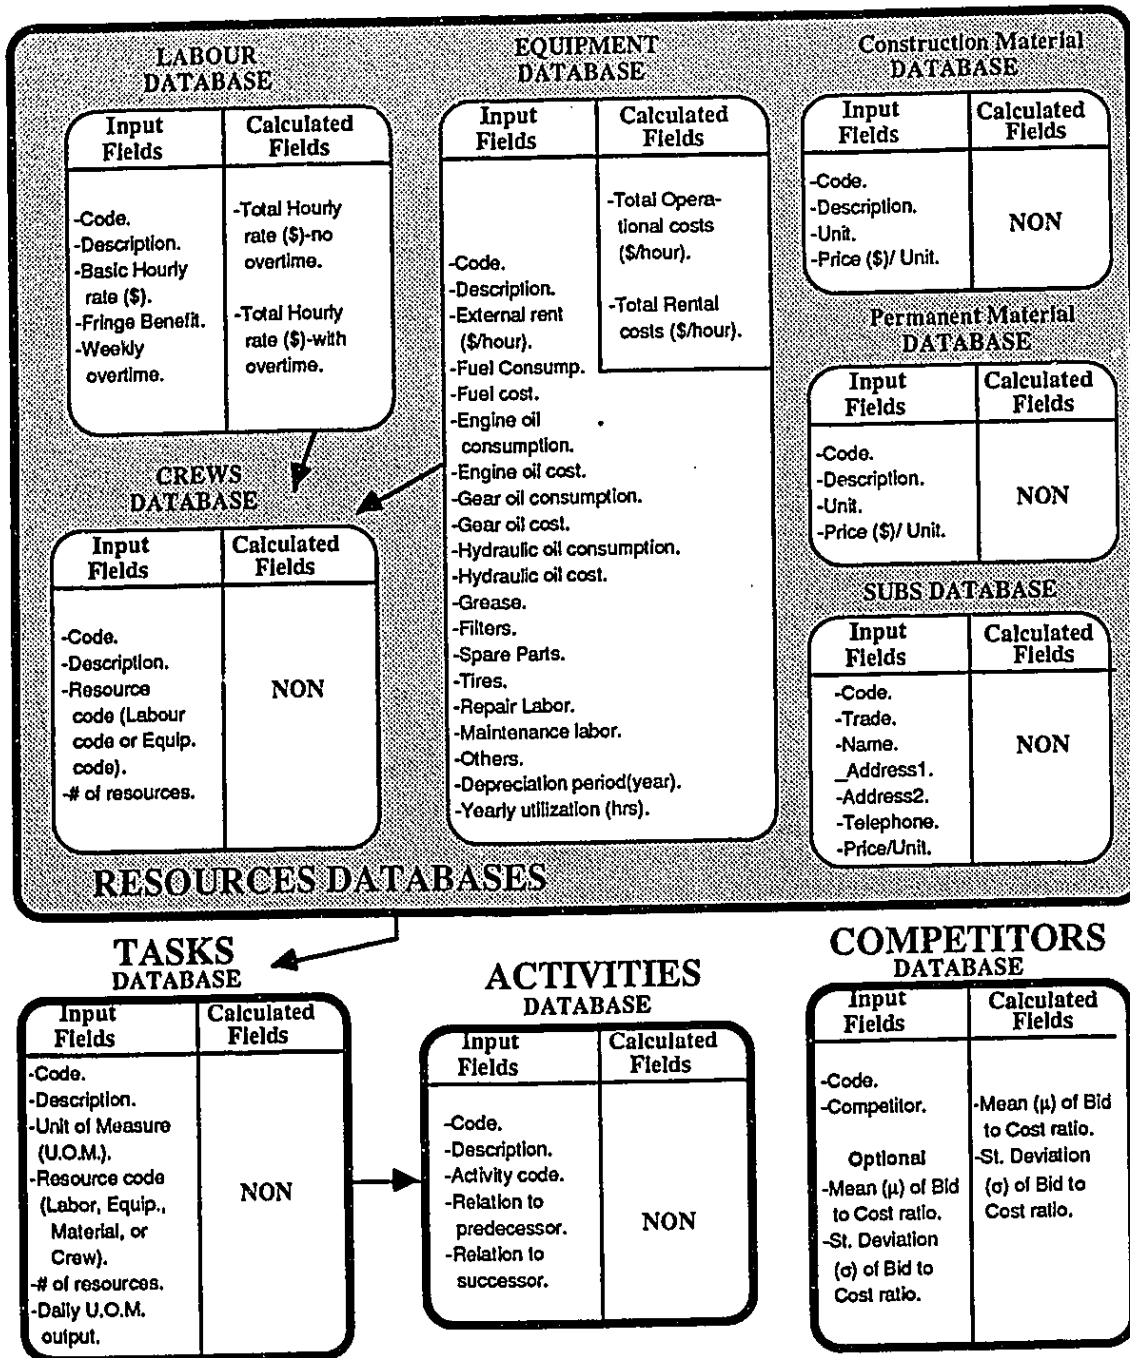 LABOUR
DATABASE
Input
Fields
Calculated
Fields
-Code.
-Description.
-Basic Hourly
rate ($).
-Fringe Benefit.
-Weekly
overtime.
-Total Hourly
rate ($)-no
overtime.
-Total Hourly
rate ($)-with
overtime.
EQUIPMENT
DATABASE
Input
Fields
Calculated
Fields
-Code.
-Description.
-External rent
($/hour).
-Fuel Consump.
-Fuel cost.
-Engine oil
consumption.
-Engine oil cost.
-Gear oil consumption.
-Gear oil cost.
-Hydraulic oil consumption.
-Hydraulic oil cost.
-Grease.
-Filters.
-Spare Parts.
-Tires.
-Repair Labor.
-Maintenance labor.
-Others.
-Depreciation period(year).
-Yearly utilization (hrs).
-Total Opera-
tional costs
($/hour).
-Total Rental
costs ($/hour).
Construction Material
DATABASE
Input
Fields
Calculated
Fields
-Code.
-Description.
-Unit.
-Price ($)/ Unit.
NON
Permanent Material
DATABASE
Input
Fields
Calculated
Fields
-Code.
-Description.
-Unit.
-Price ($)/ Unit.
NON
CREWS
DATABASE
Input
Fields
Calculated
Fields
-Code.
-Description.
-Resource
code (Labour
code or Equip.
code).
-# of resources.
NON
SUBS DATABASE
Input
Fields
Calculated
Fields
-Code.
-Trade.
-Name.
_Address1.
-Address2.
-Telephone.
-Price/Unit.
NON
RESOURCES DATABASES
TASKS
DATABASE
Input
Fields
Calculated
Fields
-Code.
-Description.
-Unit of Measure
(U.O.M.).
-Resource code
(Labor, Equip.,
Material, or
Crew).
-# of resources.
-Daily U.O.M.
output.
NON
ACTIVITIES
DATABASE
Input
Fields
Calculated
Fields
-Code.
-Description.
-Activity code.
-Relation to
predecessor.
-Relation to
successor.
NON
COMPETITORS
DATABASE
Input
Fields
Calculated
Fields
-Code.
-Competitor.
Optional
-Mean (μ) of Bid
to Cost ratio.
-St. Deviation
(σ) of Bid to
Cost ratio.
-Mean (μ) of Bid
to Cost ratio.
-St. Deviation
(σ) of Bid to
Cost ratio.